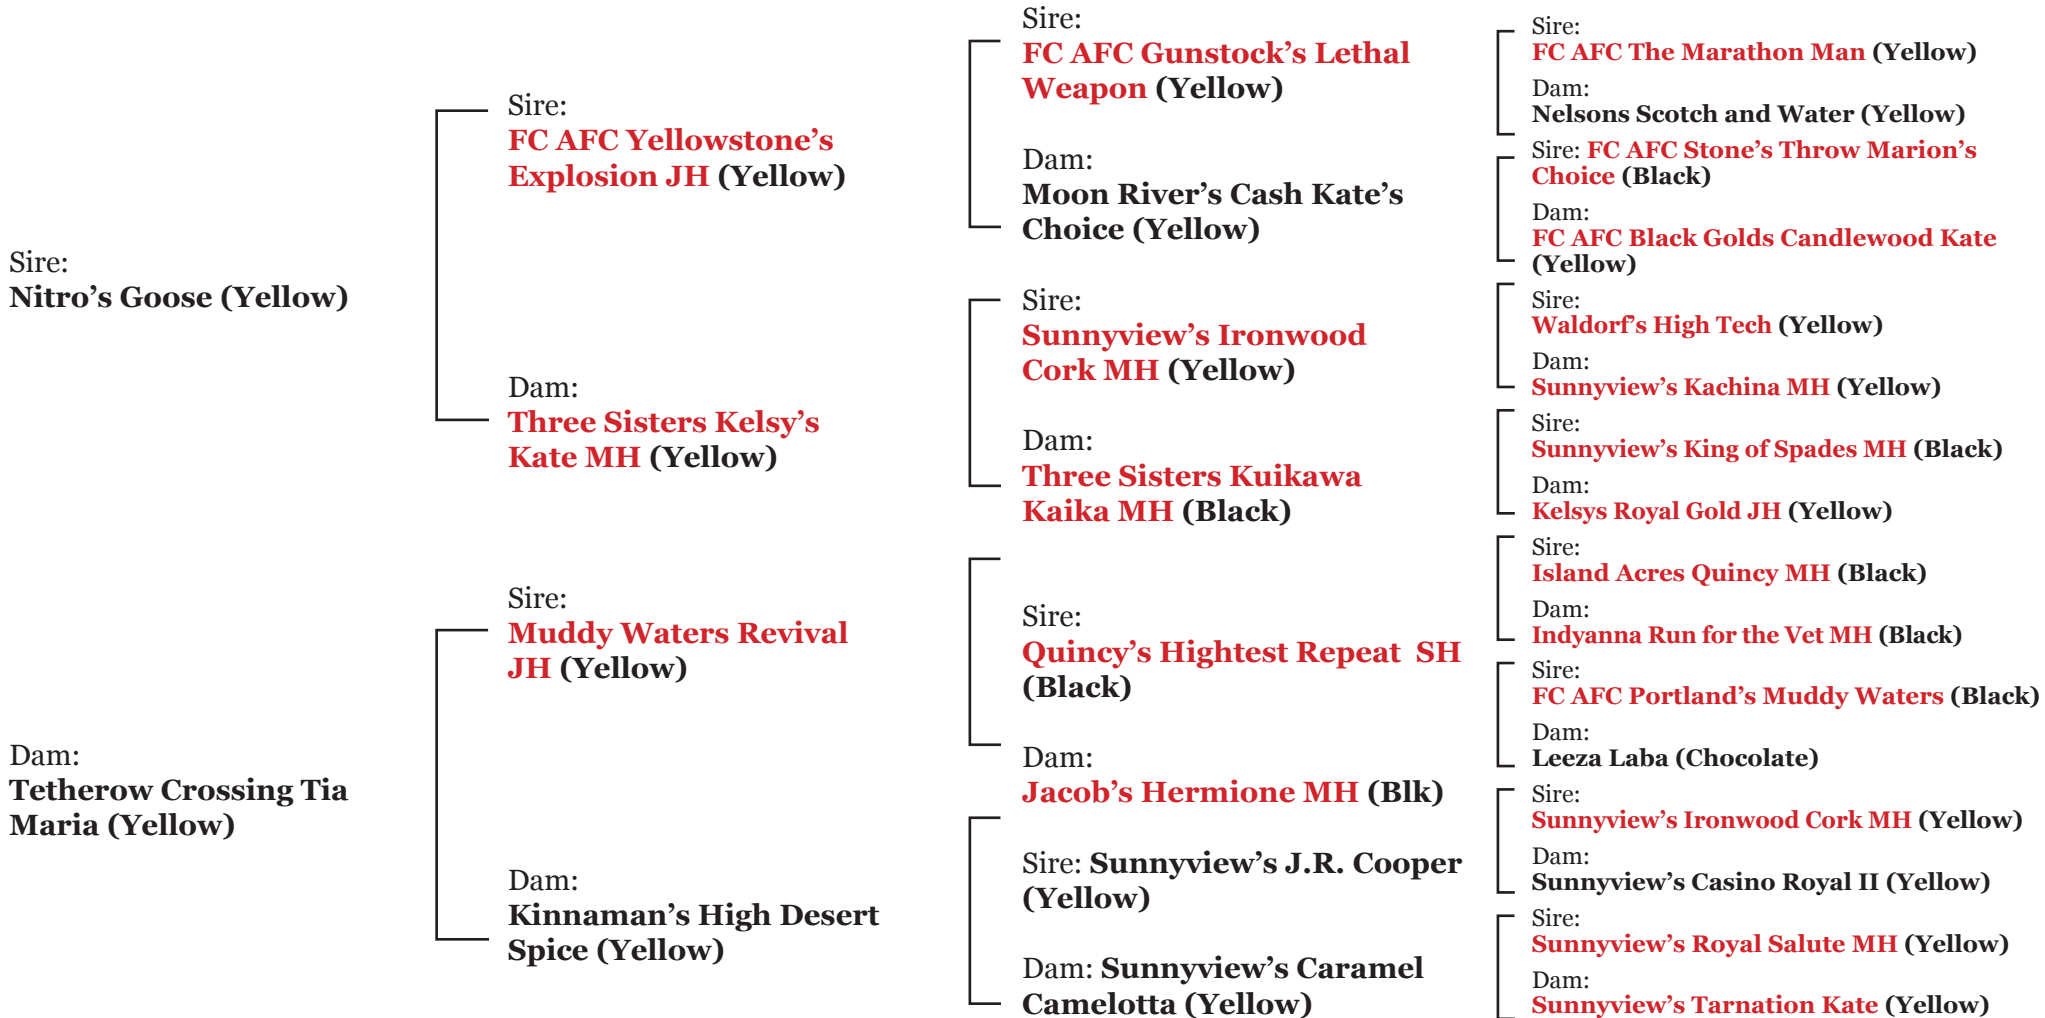 Sire:
Nitro’s Goose (Yellow)
Dam:
Tetherow Crossing Tia
Maria (Yellow)
Sire:
FC AFC Yellowstone’s
Explosion JH (Yellow)
Dam:
Three Sisters Kelsy’s
Kate MH (Yellow)
Sire:
Muddy Waters Revival
JH (Yellow)
Dam:
Kinnaman’s High Desert
Spice (Yellow)
Sire:
FC AFC Gunstock’s Lethal
Weapon (Yellow)
Dam:
Moon River’s Cash Kate’s
Choice (Yellow)
Sire:
Sunnyview’s Ironwood
Cork MH (Yellow)
Dam:
Three Sisters Kuikawa
Kaika MH (Black)
Sire:
Quincy’s Hightest Repeat  SH
(Black)
Dam:
Jacob’s Hermione MH (Blk)
Sire: Sunnyview’s J.R. Cooper
(Yellow)
Dam: Sunnyview’s Caramel
Camelotta (Yellow)
Sire:
FC AFC The Marathon Man (Yellow)
Dam:
Nelsons Scotch and Water (Yellow)
Sire: FC AFC Stone’s Throw Marion’s
Choice (Black)
Dam:
FC AFC Black Golds Candlewood Kate
(Yellow)
Sire:
Waldorf’s High Tech (Yellow)
Dam:
Sunnyview’s Kachina MH (Yellow)
Sire:
Sunnyview’s King of Spades MH (Black)
Dam:
Kelsys Royal Gold JH (Yellow)
Sire:
Island Acres Quincy MH (Black)
Dam:
Indyanna Run for the Vet MH (Black)
Sire:
FC AFC Portland’s Muddy Waters (Black)
Dam:
Leeza Laba (Chocolate)
Sire:
Sunnyview’s Ironwood Cork MH (Yellow)
Dam:
Sunnyview’s Casino Royal II (Yellow)
Sire:
Sunnyview’s Royal Salute MH (Yellow)
Dam:
Sunnyview’s Tarnation Kate (Yellow)